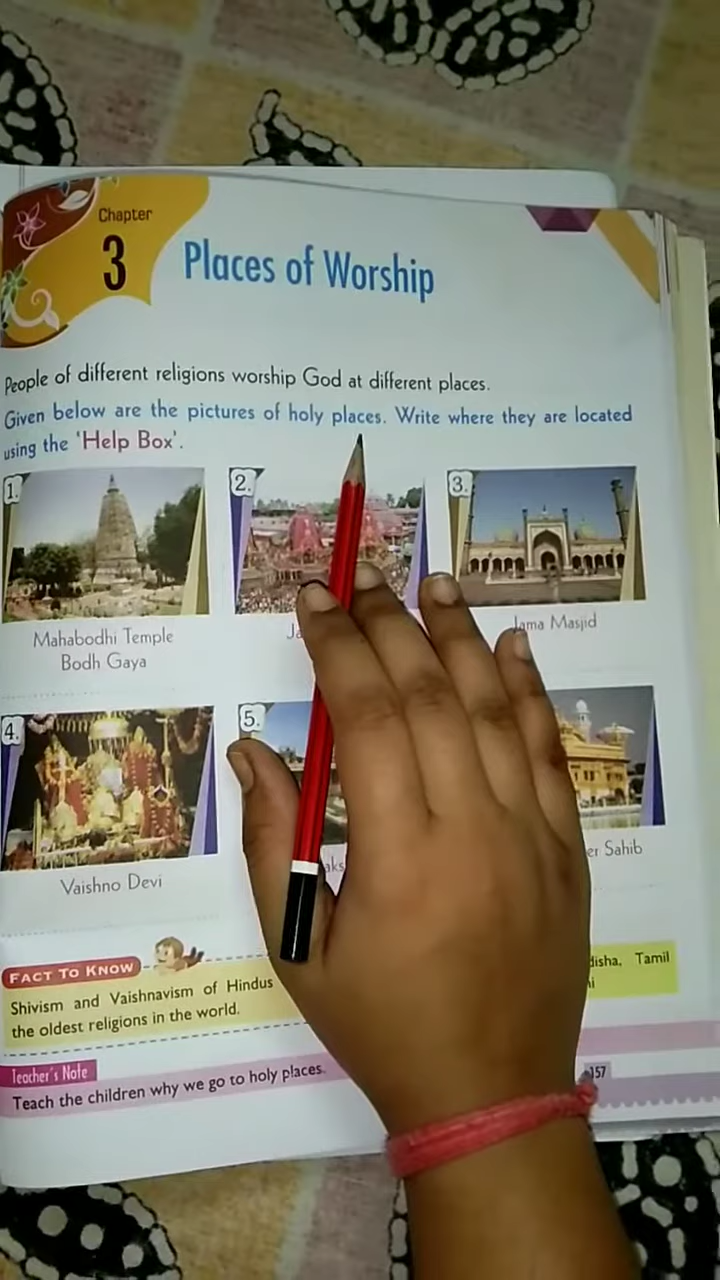 Chapter
3
Places of Worship
People of different religions worship God at different places.
Given below are the pictures of holy places. Write where they are located
using the 'Help Box'.
1.
2.
3.
Mahabodhi Temple
Bodh Gaya
Jama Masjid
4.
5.
Vaishno Devi
Sahib
FACT TO KNOW
Shivism and Vaishnavism of Hindus
the oldest religions in the world.
Tamil
Teacher's Note
Teach the children why we go to holy places.
157